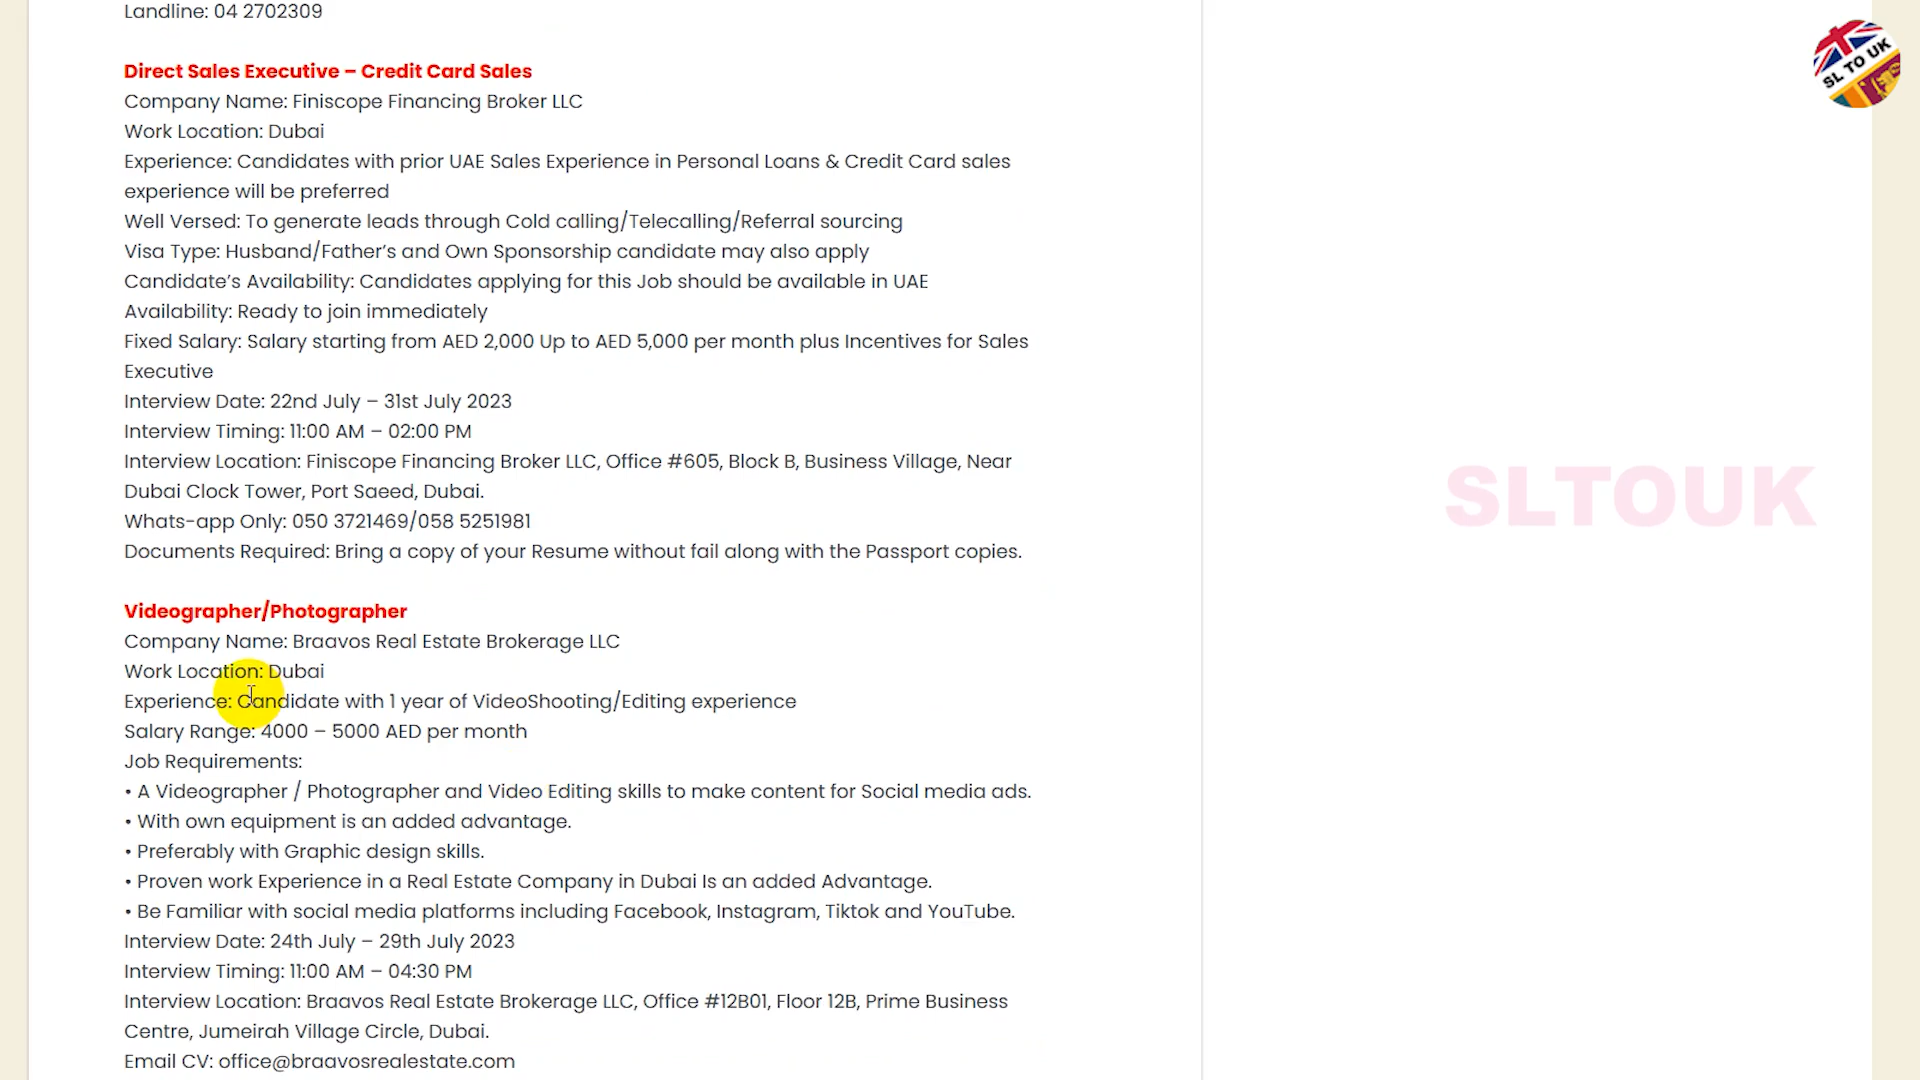 Landline: 04 2702309
Direct Sales Executive – Credit Card Sales
Company Name: Finiscope Financing Broker LLC
Work Location: Dubai
Experience: Candidates with prior UAE Sales Experience in Personal Loans & Credit Card sales
experience will be preferred
Well Versed: To generate leads through Cold calling/Telecalling/Referral sourcing
Visa Type: Husband/Father’s and Own Sponsorship candidate may also apply
Candidate’s Availability: Candidates applying for this Job should be available in UAE
Availability: Ready to join immediately
Fixed Salary: Salary starting from AED 2,000 Up to AED 5,000 per month plus Incentives for Sales
Executive
Interview Date: 22nd July – 31st July 2023
Interview Timing: 11:00 AM – 02:00 PM
Interview Location: Finiscope Financing Broker LLC, Office #605, Block B, Business Village, Near
Dubai Clock Tower, Port Saeed, Dubai.
Whats-app Only: 050 3721469/058 5251981
Documents Required: Bring a copy of your Resume without fail along with the Passport copies.
Videographer/Photographer
Company Name: Braavos Real Estate Brokerage LLC
Work Location: Dubai
Experience: Candidate with 1 year of VideoShooting/Editing experience
Salary Range: 4000 – 5000 AED per month
Job Requirements:
• A Videographer / Photographer and Video Editing skills to make content for Social media ads.
• With own equipment is an added advantage.
• Preferably with Graphic design skills.
• Proven work Experience in a Real Estate Company in Dubai Is an added Advantage.
• Be Familiar with social media platforms including Facebook, Instagram, Tiktok and YouTube.
Interview Date: 24th July – 29th July 2023
Interview Timing: 11:00 AM – 04:30 PM
Interview Location: Braavos Real Estate Brokerage LLC, Office #12B01, Floor 12B, Prime Business
Centre, Jumeirah Village Circle, Dubai.
Email CV: office@braavosrealestate.com
SL TO UK
SLTOUK